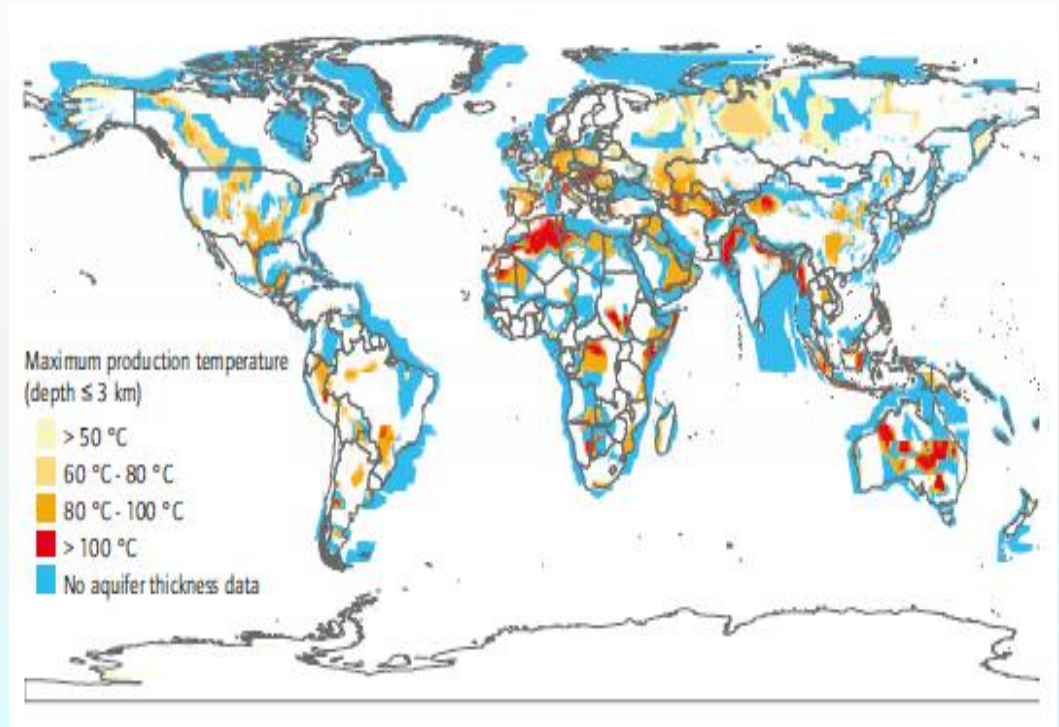 Maximum production temperature
(depth ≤ 3 km)
> 50 °C
60 °C - 80 °C
80 °C - 100 °C
> 100 °C
No aquifer thickness data